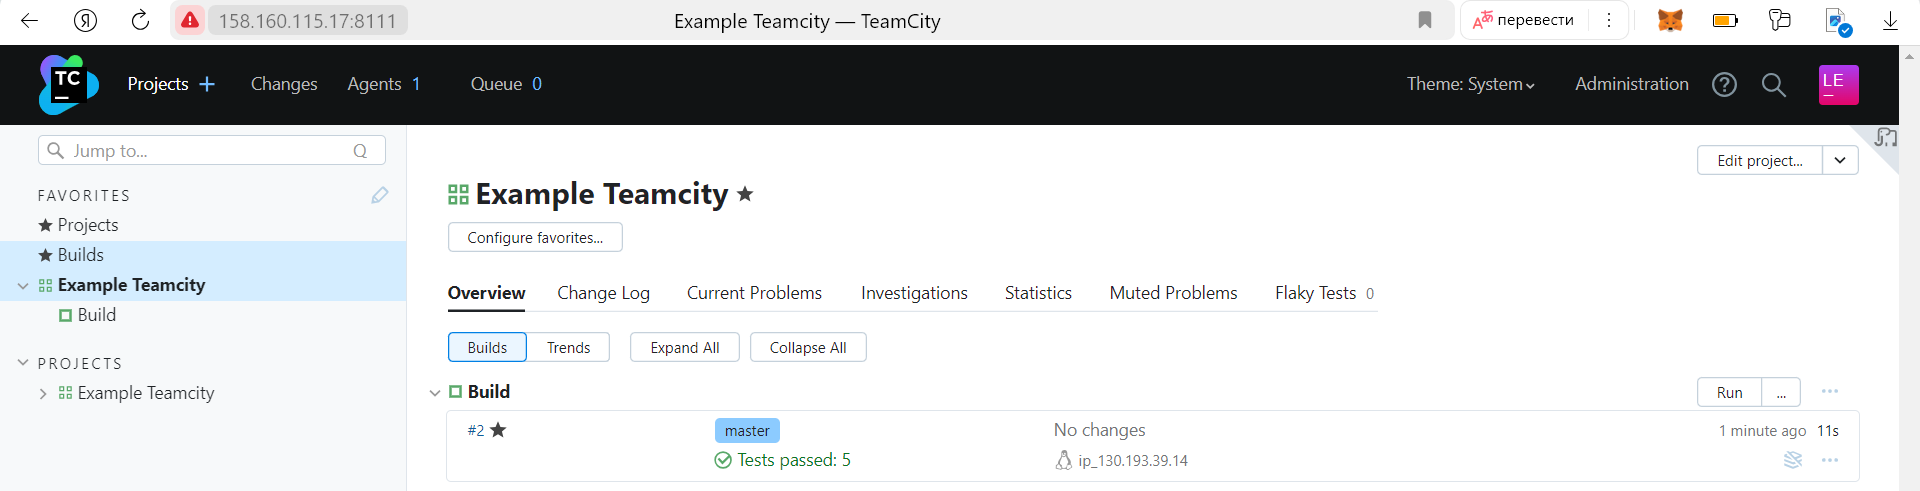 158.160.115.17:8111 Example Teamcity — TeamCity перевести
TC Projects Changes Agents 1 Queue 0 Theme: System Administration LE
Jump to... Q
Edit project...
FAVORITES
Example Teamcity
Projects
Configure favorites...
Builds
Example Teamcity
Overview Change Log Current Problems Investigations Statistics Muted Problems Flaky Tests 0
Build
Builds Trends Expand All Collapse All
PROJECTS
Example Teamcity
Build Run ...
#2 master No changes 1 minute ago 11s
Tests passed: 5 ip_130.193.39.14